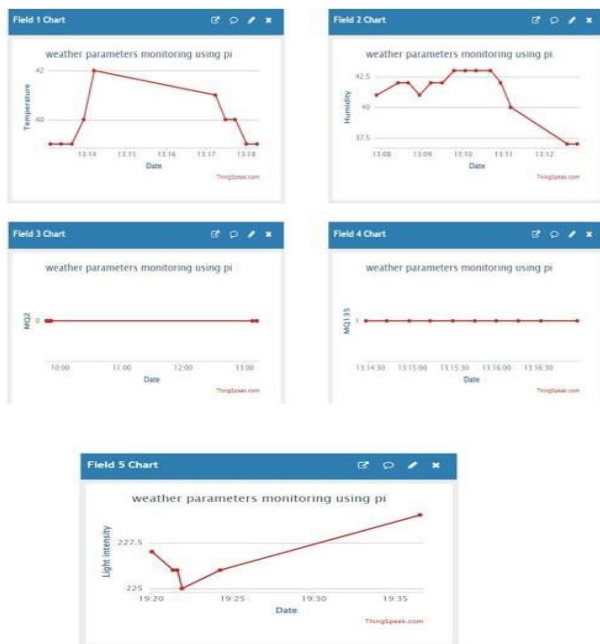 Field 1 Chart
weather parameters monitoring using pi
42
40
Temperature
13:14 13:15 13:16 13:17 13:18
Date
ThingSpeak.com
Field 2 Chart
weather parameters monitoring using pi
42.5
40
37.5
Humidity
13:08 13:09 13:10 13:11 13:12
Date
ThingSpeak.com
Field 3 Chart
weather parameters monitoring using pi
MQ2
0
10:00 11:00 12:00 13:00
Date
ThingSpeak.com
Field 4 Chart
weather parameters monitoring using pi
MQ135
1
13:14:30 13:15:00 13:15:30 13:16:00 13:16:30
Date
ThingSpeak.com
Field 5 Chart
weather parameters monitoring using pi
Light intensity
227.5
225
19:20 19:25 19:30 19:35
Date
ThingSpeak.com